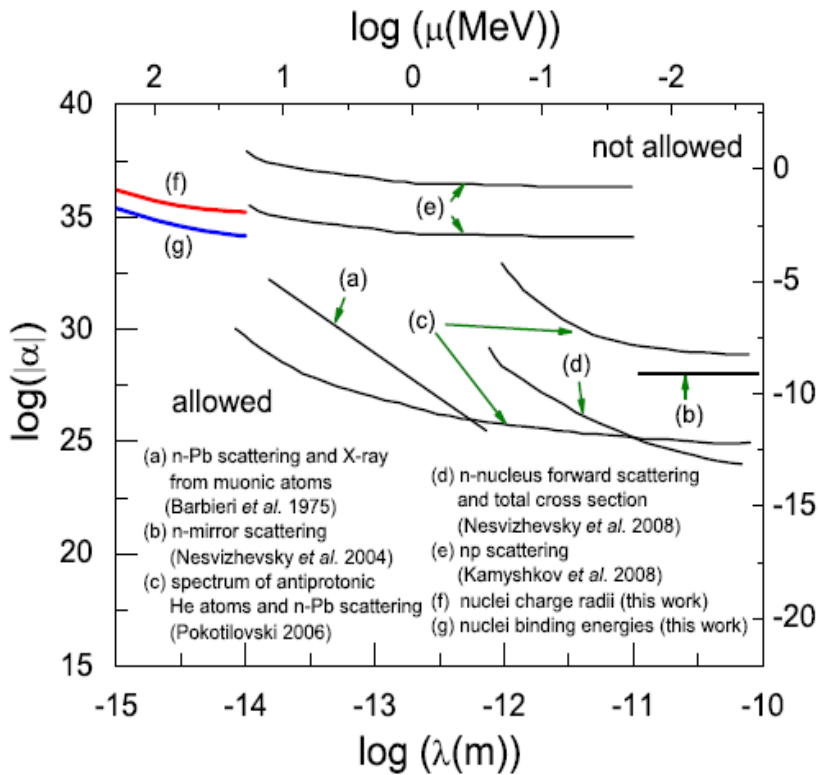 log (μ(MeV))
2 1 0 -1 -2
40
35
30
25
20
15
log(|α|)
not allowed
(f)
(g)
(e)
(a)
(c)
(d)
(b)
allowed
0
-5
-10
-15
-20
(a) n-Pb scattering and X-ray
from muonic atoms
(Barbieri et al. 1975)
(b) n-mirror scattering
(Nesvizhevsky et al. 2004)
(c) spectrum of antiprotonic
He atoms and n-Pb scattering
(Pokotilovski 2006)
(d) n-nucleus forward scattering
and total cross section
(Nesvizhevsky 2008)
(e) np scattering
(Kamyshkov et al. 2008)
(f) nuclei charge radii (this work)
(g) nuclei binding energies (this work)
-15 -14 -13 -12 -11 -10
log (λ(m))